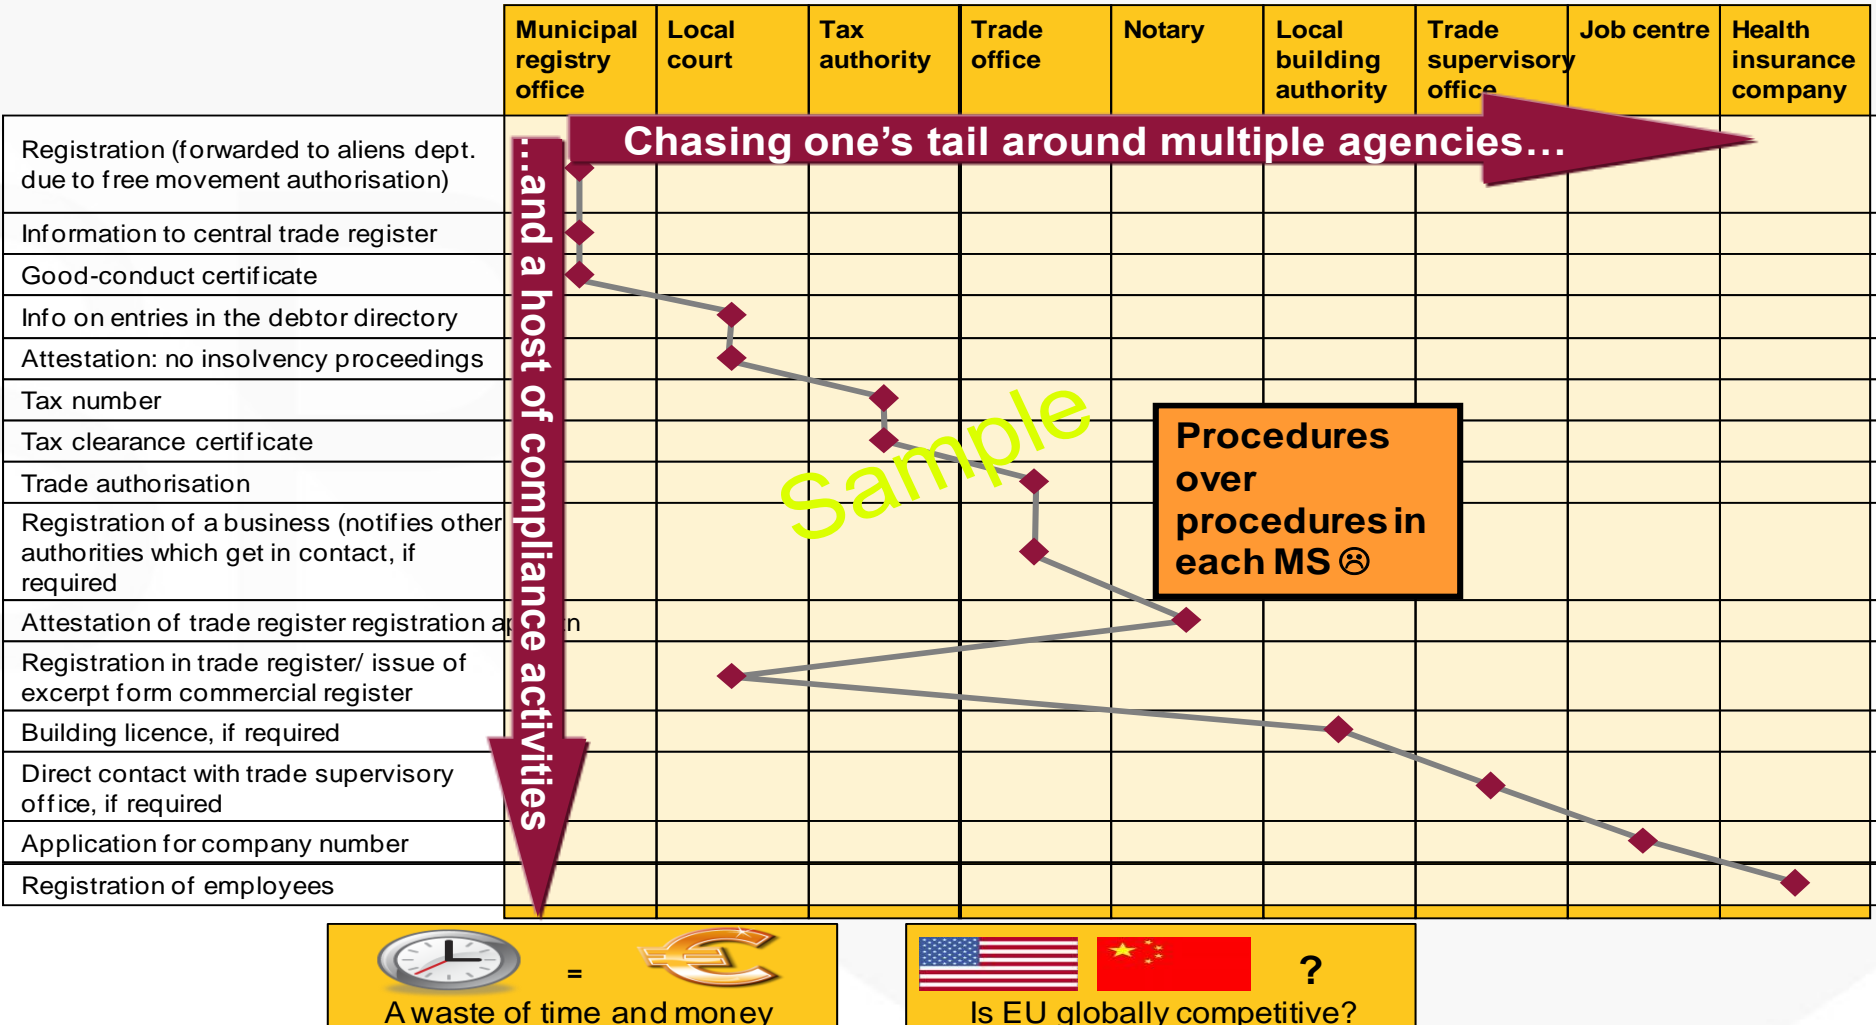 Municipal
registry
office
Local
court
Tax
authority
Trade
office
Notary
Local
building
authority
Trade
supervisory
office
Job centre
Health
insurance
company
Chasing one’s tail around multiple agencies…
…and a host of compliance activities
Registration (forwarded to aliens dept.
due to free movement authorisation)
Information to central trade register
Good-conduct certificate
Info on entries in the debtor directory
Attestation: no insolvency proceedings
Tax number
Tax clearance certificate
Trade authorisation
Registration of a business (notifies other
authorities which get in contact, if
required
Attestation of trade register registration
Registration in trade register/ issue of
excerpt form commercial register
Building licence, if required
Direct contact with trade supervisory
office, if required
Application for company number
Registration of employees
Sample
Procedures
over
procedures in
each MS ☹
=
A waste of time and money
?
Is EU globally competitive?